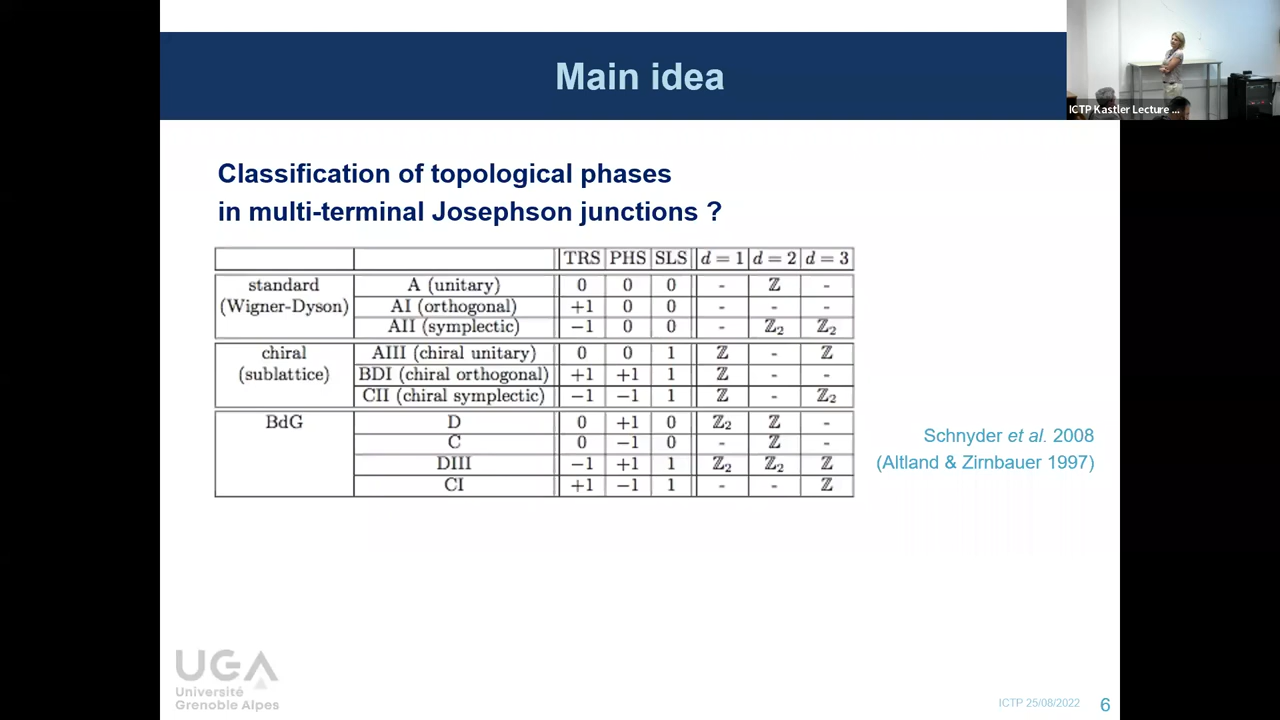 Main idea
ICTP Kastler Lecture ...
Classification of topological phases
in multi-terminal Josephson junctions ?
TRS PHS SLS d = 1 d = 2 d = 3
standard (Wigner-Dyson) A (unitary) 0 0 0 - ℤ -
AI (orthogonal) +1 0 0 - - -
AII (symplectic) −1 0 0 - ℤ₂ ℤ₂
chiral (sublattice) AIII (chiral unitary) 0 0 1 ℤ - ℤ
BDI (chiral orthogonal) +1 +1 1 ℤ - -
CII (chiral symplectic) −1 −1 1 ℤ - ℤ₂
BdG D 0 +1 0 ℤ₂ ℤ -
C 0 −1 0 - ℤ -
DIII −1 +1 1 ℤ₂ ℤ₂ ℤ
CI +1 −1 1 - - ℤ
Schnyder et al. 2008
(Altland & Zirnbauer 1997)
UGA
Université
Grenoble Alpes
ICTP 25/08/2022 6